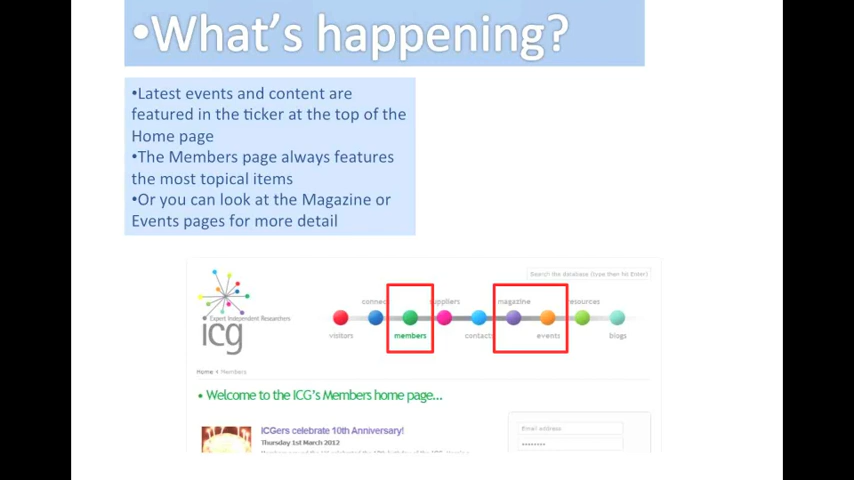 •What's happening?
•Latest events and content are
featured in the ticker at the top of the
Home page
•The Members page always features
the most topical items
•Or you can look at the Magazine or
Events pages for more detail
Search the database (type then hit Enter)
Expert Independent Researchers
icg
connect suppliers magazine resources
visitors members contacts events blogs
Home • Members
• Welcome to the ICG's Members home page...
ICGers celebrate 10th Anniversary!
Thursday 1st March 2012
Email address
••••••••